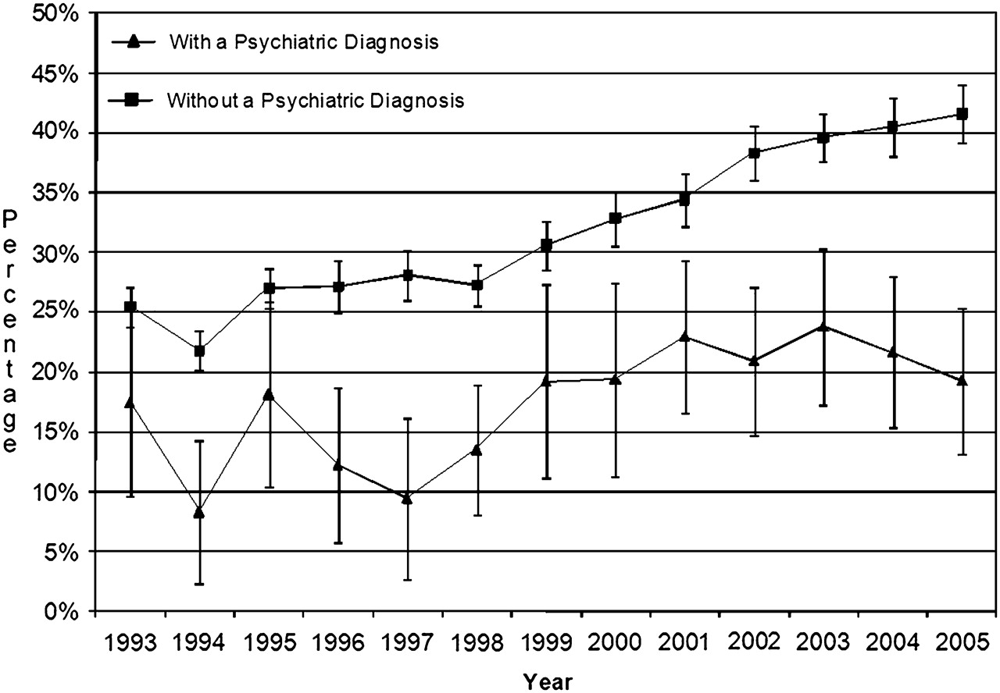 50%
With a Psychiatric Diagnosis
45%
Without a Psychiatric Diagnosis
40%
35%
30%
25%
20%
15%
10%
5%
0%
Percentage
1993 1994 1995 1996 1997 1998 1999 2000 2001 2002 2003 2004 2005
Year